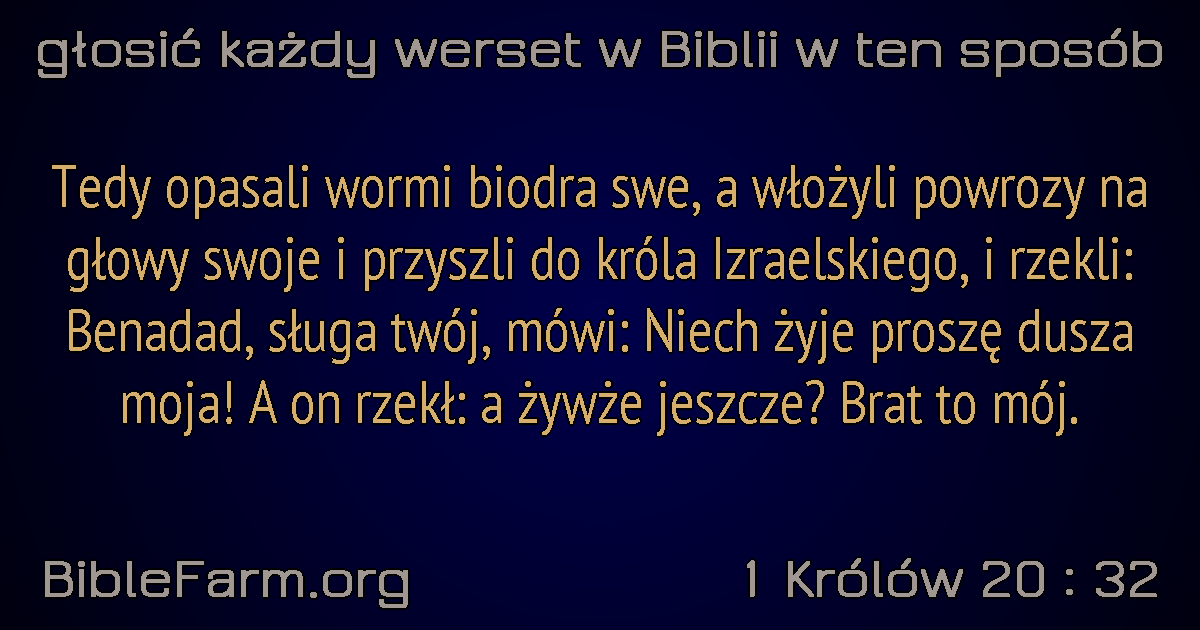 głosić każdy werset w Biblii w ten sposób
Tedy opasali wormi biodra swe, a włożyli powrozy na
głowy swoje i przyszli do króla Izraelskiego, i rzekli:
Benadad, sługa twój, mówi: Niech żyje proszę dusza
moja! A on rzekł: a żywże jeszcze? Brat to mój.
BibleFarm.org
1 Królów 20 : 32